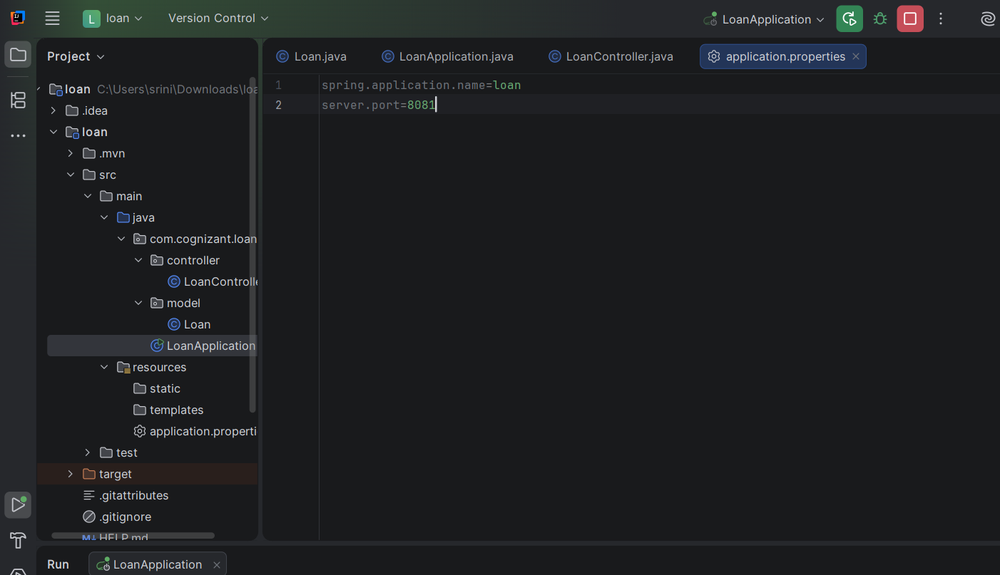 L loan Version Control LoanApplication
Project
Loan.java LoanApplication.java LoanController.java application.properties
1 spring.application.name=loan
2 server.port=8081
loan C:\Users\srini\Downloads\loa
.idea
loan
.mvn
src
main
java
com.cognizant.loan
controller
LoanControlle
model
Loan
LoanApplication
resources
static
templates
application.properti
test
target
.gitattributes
.gitignore
M↓ HELP.md
Run LoanApplication